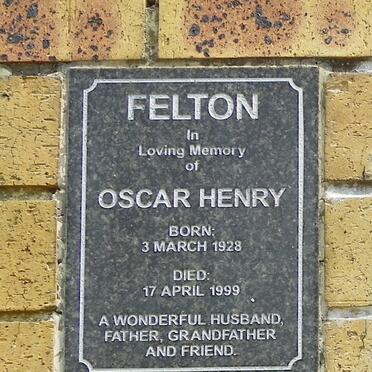 FELTON
In
Loving Memory
of
OSCAR HENRY
BORN:
3 MARCH 1928
DIED:
17 APRIL 1999
A WONDERFUL HUSBAND,
FATHER, GRANDFATHER
AND FRIEND.